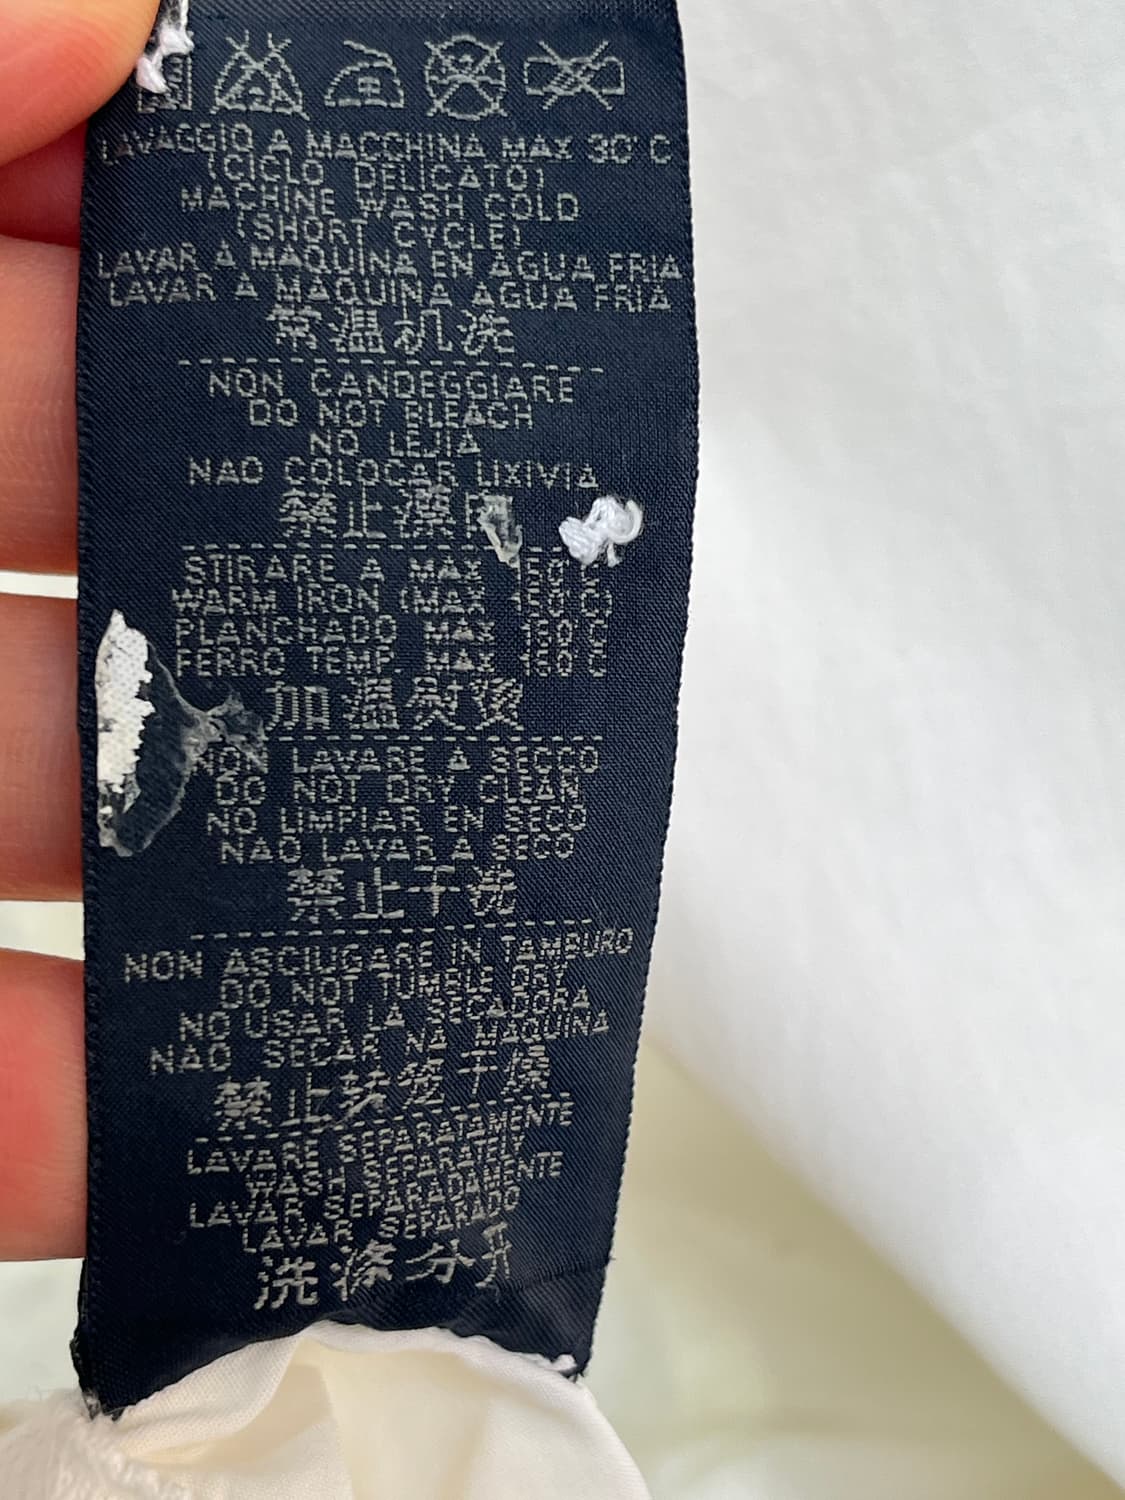 LAVAGGIO A MACCHINA MAX 30°C
(CICLO DELICATO)
MACHINE WASH COLD
(SHORT CYCLE)
LAVAR A MAQUINA EN AGUA FRIA
LAVAR A MAQUINA AGUA FRIA
常温机洗
NON CANDEGGIARE
DO NOT BLEACH
NO LEJIA
NAO COLOCAR LIXIVIA
禁止漂
STIRARE A MAX 150°C
WARM IRON (MAX 150°C)
PLANCHADO MAX 150°C
FERRO TEMP. MAX 150°C
加温熨烫
NON LAVARE A SECCO
DO NOT DRY CLEAN
NO LIMPIAR EN SECO
NAO LAVAR A SECO
禁止干洗
NON ASCIUGARE IN TAMBURO
DO NOT TUMBLE DRY
NO USAR LA SECADORA
NAO SECAR NA MAQUINA
禁止转笼干燥
LAVARE SEPARATAMENTE
WASH SEPARATELY
LAVAR SEPARADAMENTE
LAVAR SEPARADO
洗涤分开